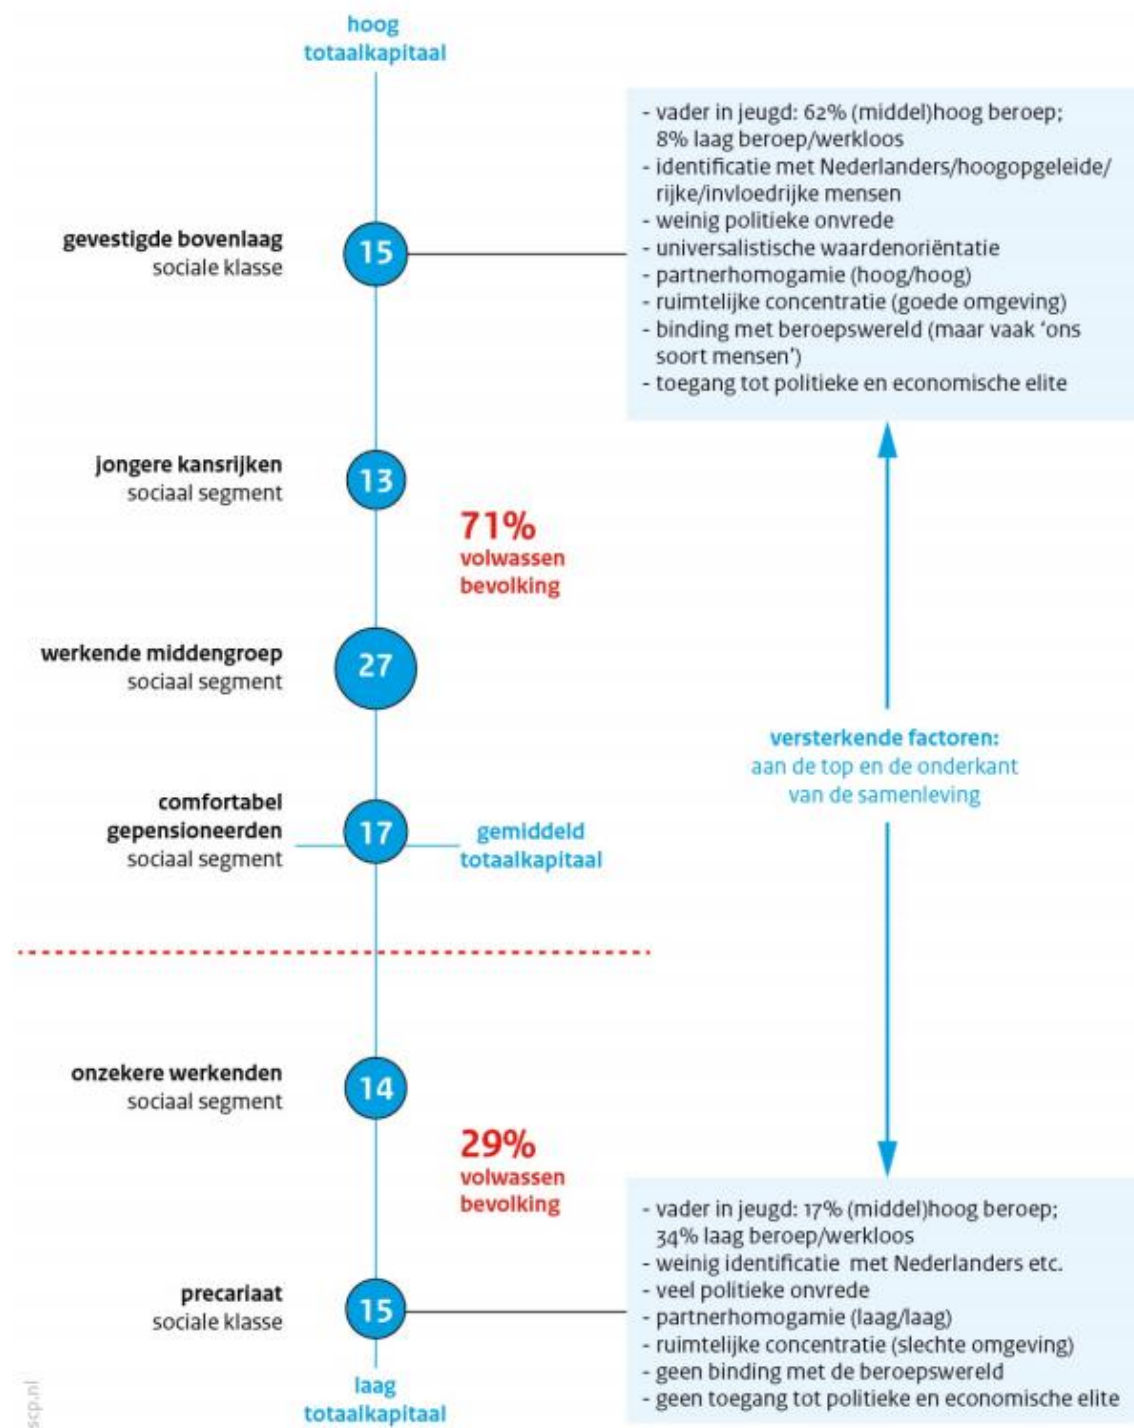 hoog
totaalkapitaal
- vader in jeugd: 62% (middel)hoog beroep;
8% laag beroep/werkloos
- identificatie met Nederlanders/hoogopgeleide/
rijke/invloedrijke mensen
- weinig politieke onvrede
- universalistische waardenoriëntatie
- partnerhomogamie (hoog/hoog)
- ruimtelijke concentratie (goede omgeving)
- binding met beroepswereld (maar vaak ‘ons
soort mensen’)
- toegang tot politieke en economische elite
gevestigde bovenlaag
sociale klasse
15
jongere kansrijken
sociaal segment
13
71%
volwassen
bevolking
werkende middengroep
sociaal segment
27
versterkende factoren:
aan de top en de onderkant
van de samenleving
comfortabel
gepensioneerden
sociaal segment
17
gemiddeld
totaalkapitaal
onzekere werkenden
sociaal segment
14
29%
volwassen
bevolking
precariaat
sociale klasse
15
- vader in jeugd: 17% (middel)hoog beroep;
34% laag beroep/werkloos
- weinig identificatie met Nederlanders etc.
- veel politieke onvrede
- partnerhomogamie (laag/laag)
- ruimtelijke concentratie (slechte omgeving)
- geen binding met de beroepswereld
- geen toegang tot politieke en economische elite
laag
totaalkapitaal
scp.nl